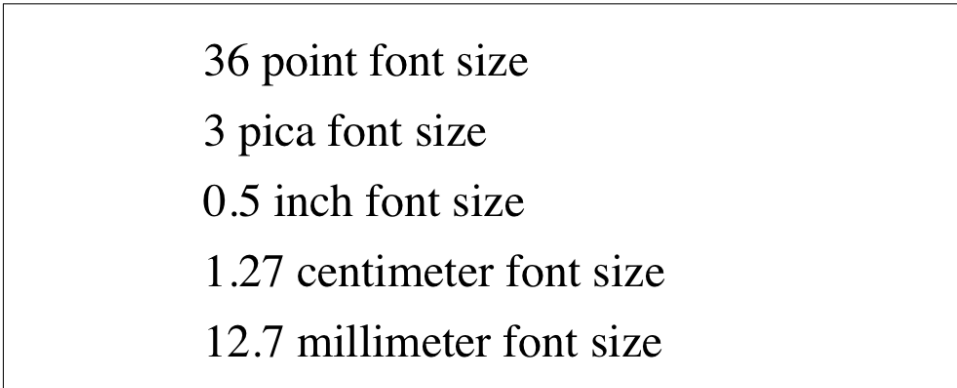 36 point font size
3 pica font size
0.5 inch font size
1.27 centimeter font size
12.7 millimeter font size